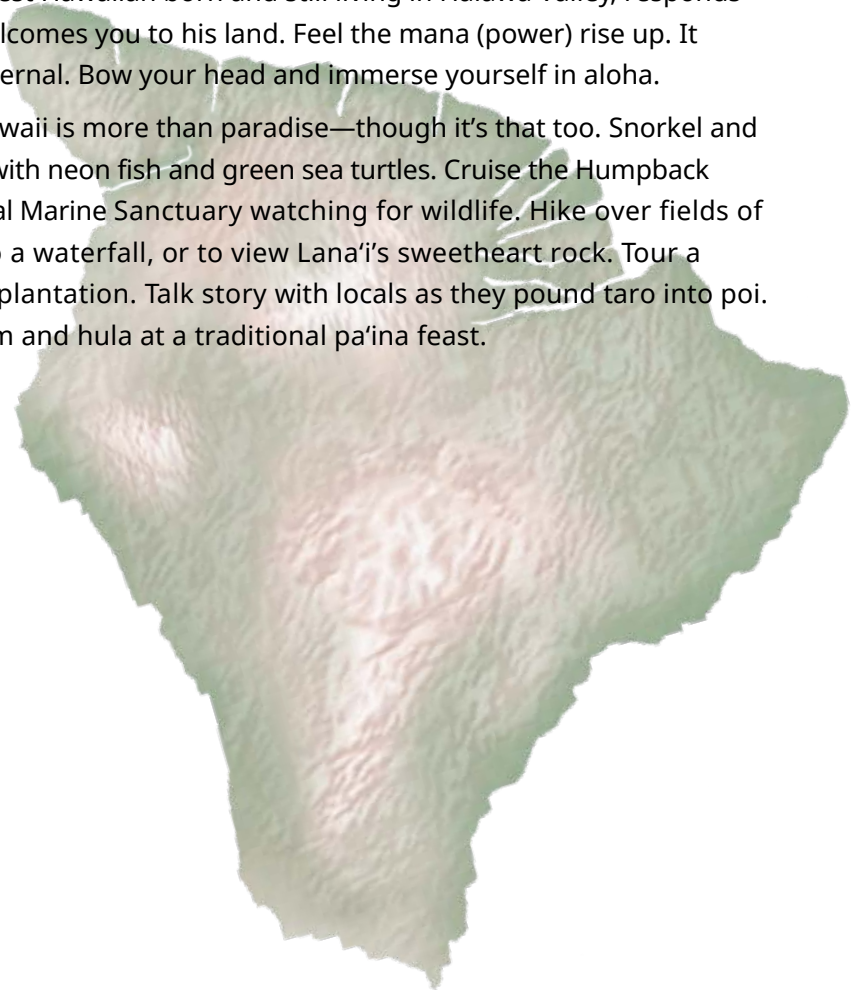 Hawaiian born and still living in Halawa Valley, responds
you to his land. Feel the mana (power) rise up. It
Bow your head and immerse yourself in aloha.
is more than paradise—though it’s that too. Snorkel and
with neon fish and green sea turtles. Cruise the Humpback
Marine Sanctuary watching for wildlife. Hike over fields of
a waterfall, or to view Lana‘i’s sweetheart rock. Tour a
plantation. Talk story with locals as they pound taro into poi.
and hula at a traditional pa‘ina feast.